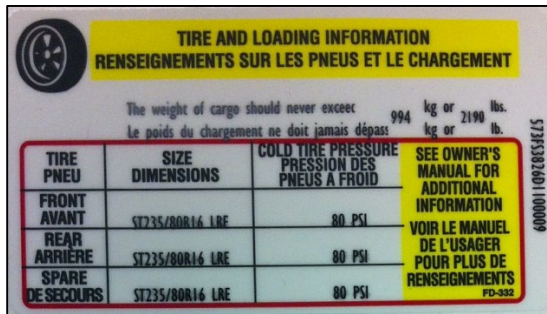 TIRE AND LOADING INFORMATION
RENSEIGNEMENTS SUR LES PNEUS ET LE CHARGEMENT
The weight of cargo should never exceec 994 kg or 2190 lbs.
Le poids du chargement ne doit jamais dépass kg or lb.
TIRE PNEU
SIZE DIMENSIONS
COLD TIRE PRESSURE
PRESSION DES
PNEUS A FROID
FRONT
AVANT
ST235/80R16 LRE 80 PSI
REAR
ARRIÈRE
ST235/80R16 LRE 80 PSI
SPARE
DE SECOURS
ST235/80R16 LRE 80 PSI
SEE OWNER'S
MANUAL FOR
ADDITIONAL
INFORMATION
VOIR LE MANUEL
DE L'USAGER
POUR PLUS DE
RENSEIGNEMENTS
FD-332